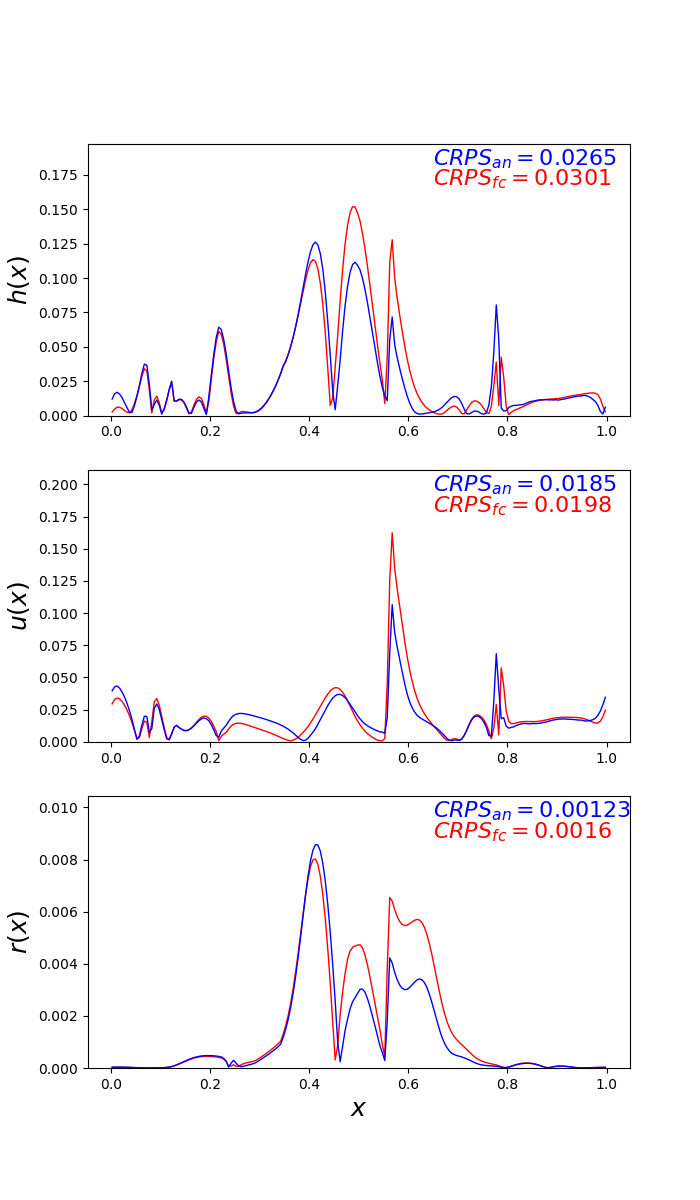 CRPS_an = 0.0265
CRPS_fc = 0.0301
0.175
0.150
0.125
0.100
0.075
0.050
0.025
0.000
h(x)
0.0 0.2 0.4 0.6 0.8 1.0
CRPS_an = 0.0185
CRPS_fc = 0.0198
0.200
0.175
0.150
0.125
0.100
0.075
0.050
0.025
0.000
u(x)
0.0 0.2 0.4 0.6 0.8 1.0
CRPS_an = 0.00123
CRPS_fc = 0.0016
0.010
0.008
0.006
0.004
0.002
0.000
r(x)
0.0 0.2 0.4 0.6 0.8 1.0
x